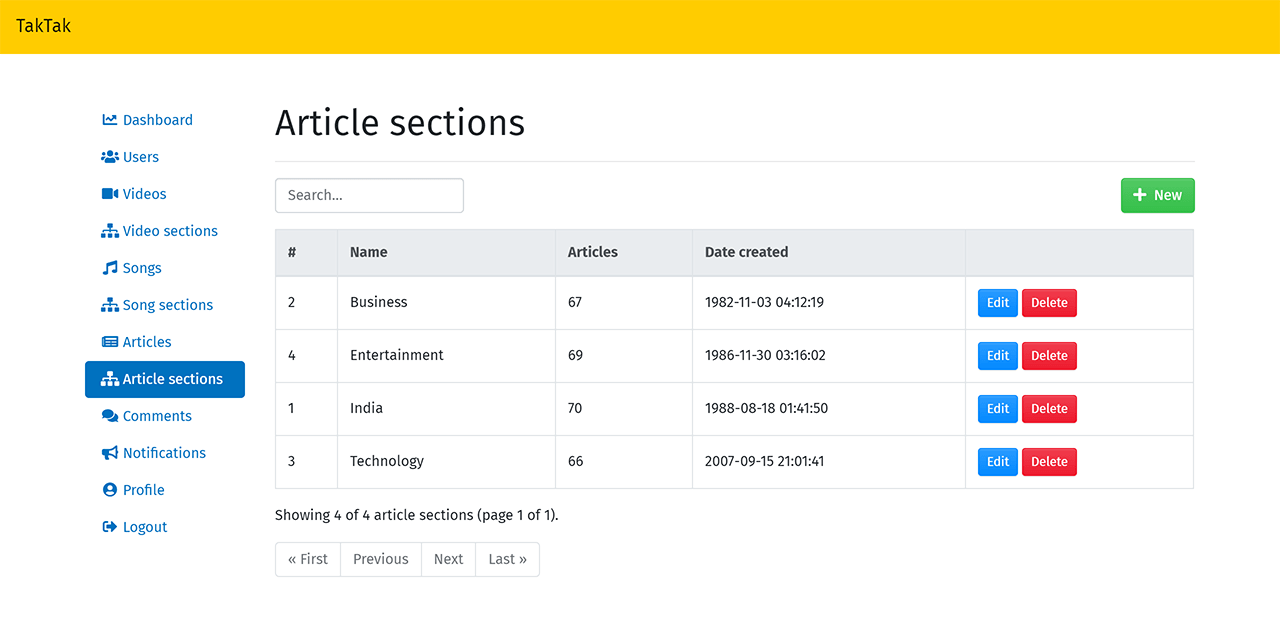 TakTak
Dashboard
Users
Videos
Video sections
Songs
Song sections
Articles
Article sections
Comments
Notifications
Profile
Logout
Article sections
Search...
New
# Name Articles Date created
2 Business 67 1982-11-03 04:12:19 Edit Delete
4 Entertainment 69 1986-11-30 03:16:02 Edit Delete
1 India 70 1988-08-18 01:41:50 Edit Delete
3 Technology 66 2007-09-15 21:01:41 Edit Delete
Showing 4 of 4 article sections (page 1 of 1).
« First Previous Next Last »